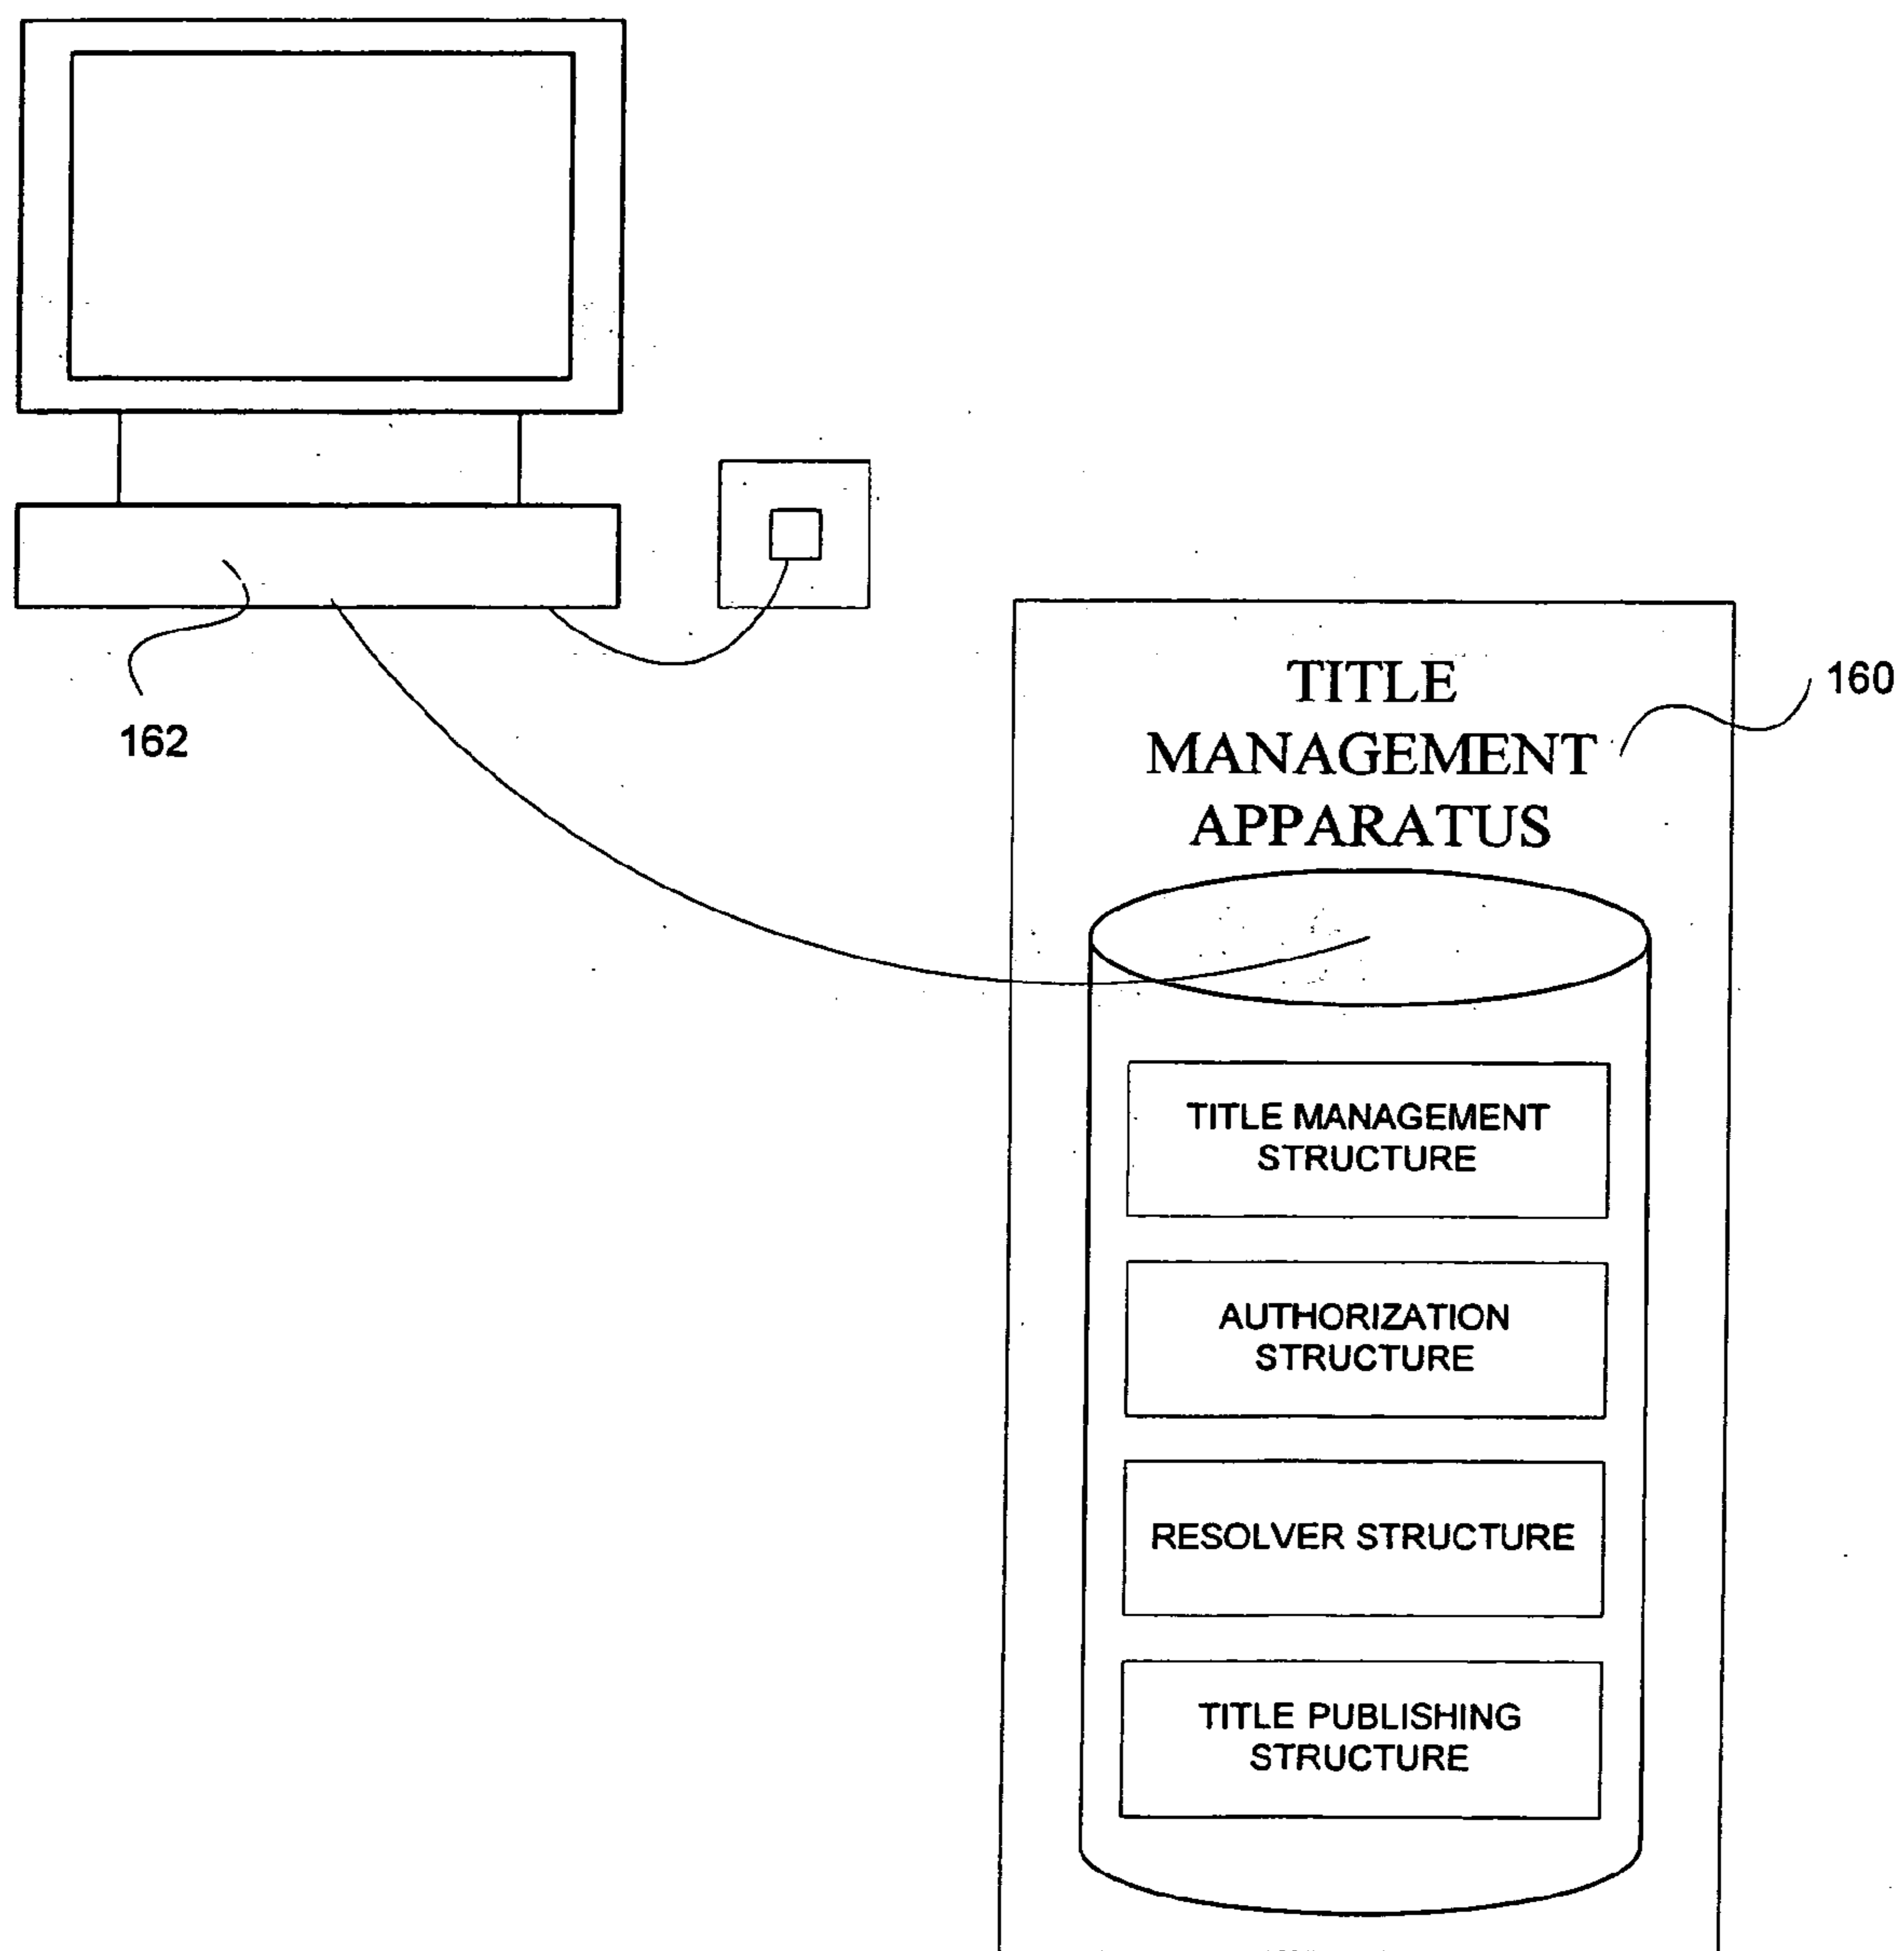 TITLE
MANAGEMENT
APPARATUS
160
162
TITLE MANAGEMENT
STRUCTURE
AUTHORIZATION
STRUCTURE
RESOLVER STRUCTURE
TITLE PUBLISHING
STRUCTURE